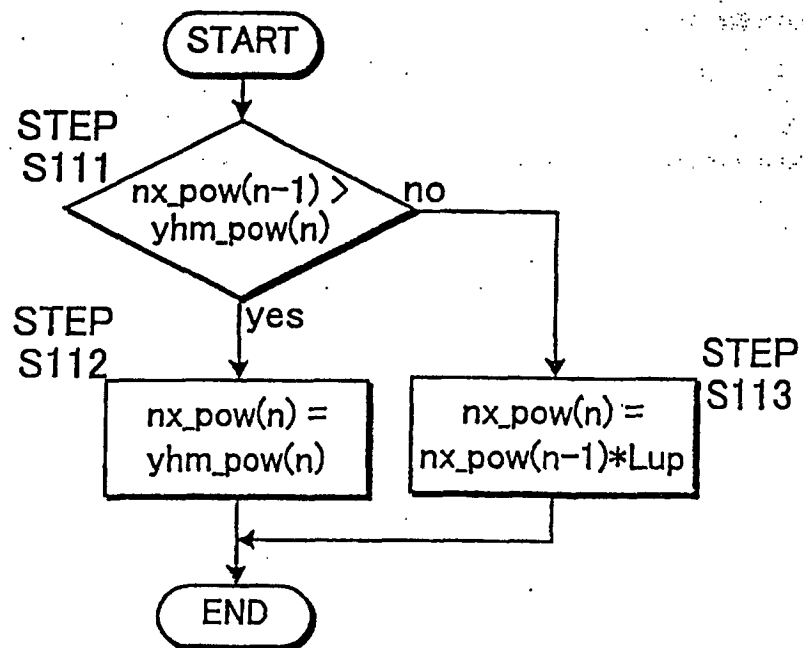 START
STEP
S111
nx_pow(n-1) >
yhm_pow(n)
no
yes
STEP
S112
nx_pow(n) =
yhm_pow(n)
STEP
S113
nx_pow(n) =
nx_pow(n-1)*Lup
END